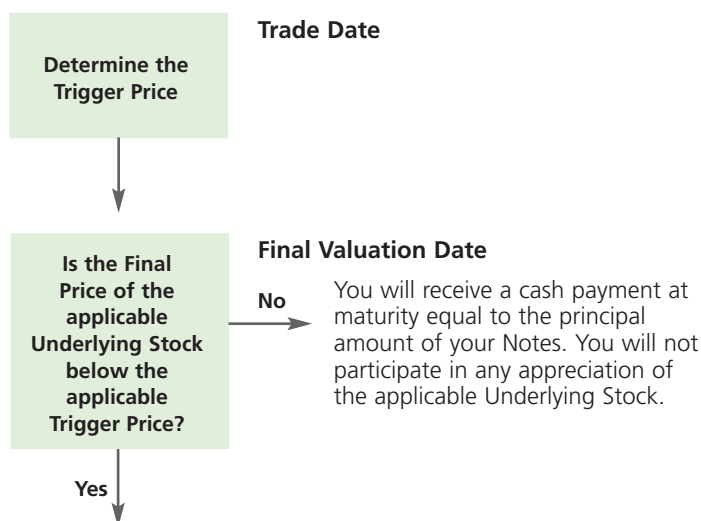 Trade Date
Determine the
Trigger Price
Final Valuation Date
Is the Final
Price of the
applicable
Underlying Stock
below the
applicable
Trigger Price?
No
You will receive a cash payment at
maturity equal to the principal
amount of your Notes. You will not
participate in any appreciation of
the applicable Underlying Stock.
Yes